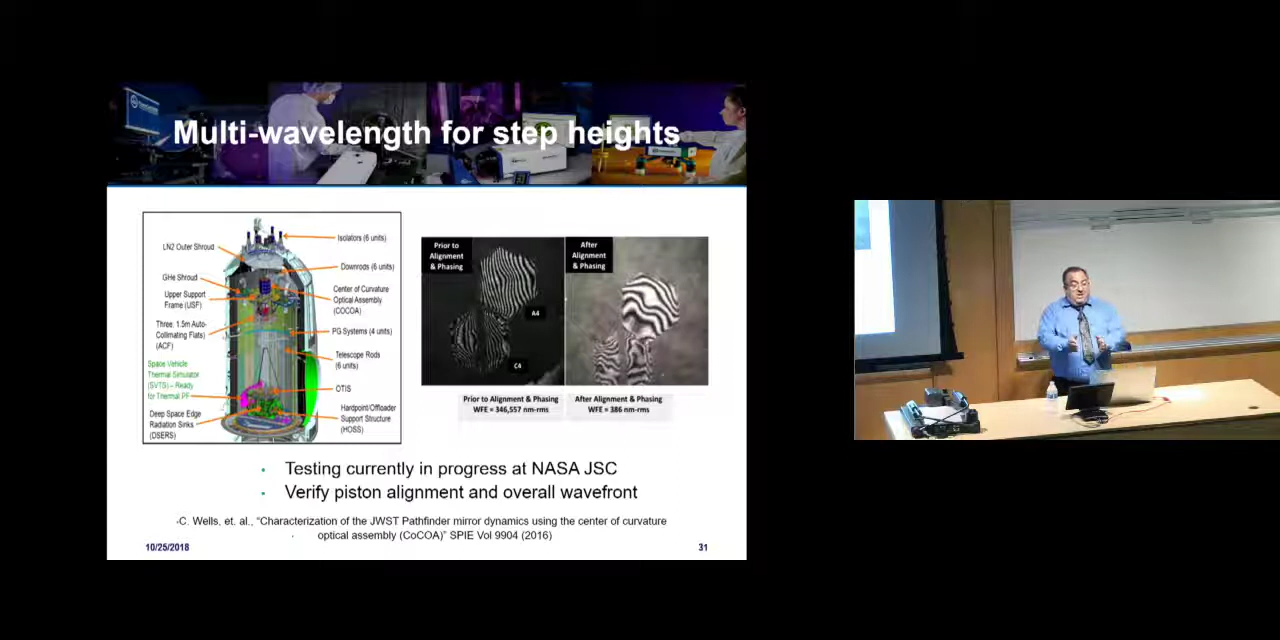 Multi-wavelength for step heights
Isolators (6 units)
LN2 Outer Shroud
Downrods (6 units)
GHe Shroud
Center of Curvature
Optical Assembly
(COCOA)
Upper Support
Frame (USF)
Three. 1.5m Auto-
Collimating Flats)
(ACF)
PG Systems (4 units)
Telescope Rods
(6 units)
Space Vehicle
Thermal Simulator
(SVTS) – Ready
for Thermal PF
OTIS
Deep Space Edge
Radiation Sinks
(DSERS)
Hardpoint/Offloader
Support Structure
(HOSS)
Prior to
Alignment
& Phasing
A4
C4
After
Alignment
& Phasing
Prior to Alignment & Phasing
WFE = 346,557 nm-rms
After Alignment & Phasing
WFE = 386 nm-rms
• Testing currently in progress at NASA JSC
• Verify piston alignment and overall wavefront
-C. Wells, et. al., “Characterization of the JWST Pathfinder mirror dynamics using the center of curvature
optical assembly (CoCOA)” SPIE Vol 9904 (2016)
10/25/2018
31